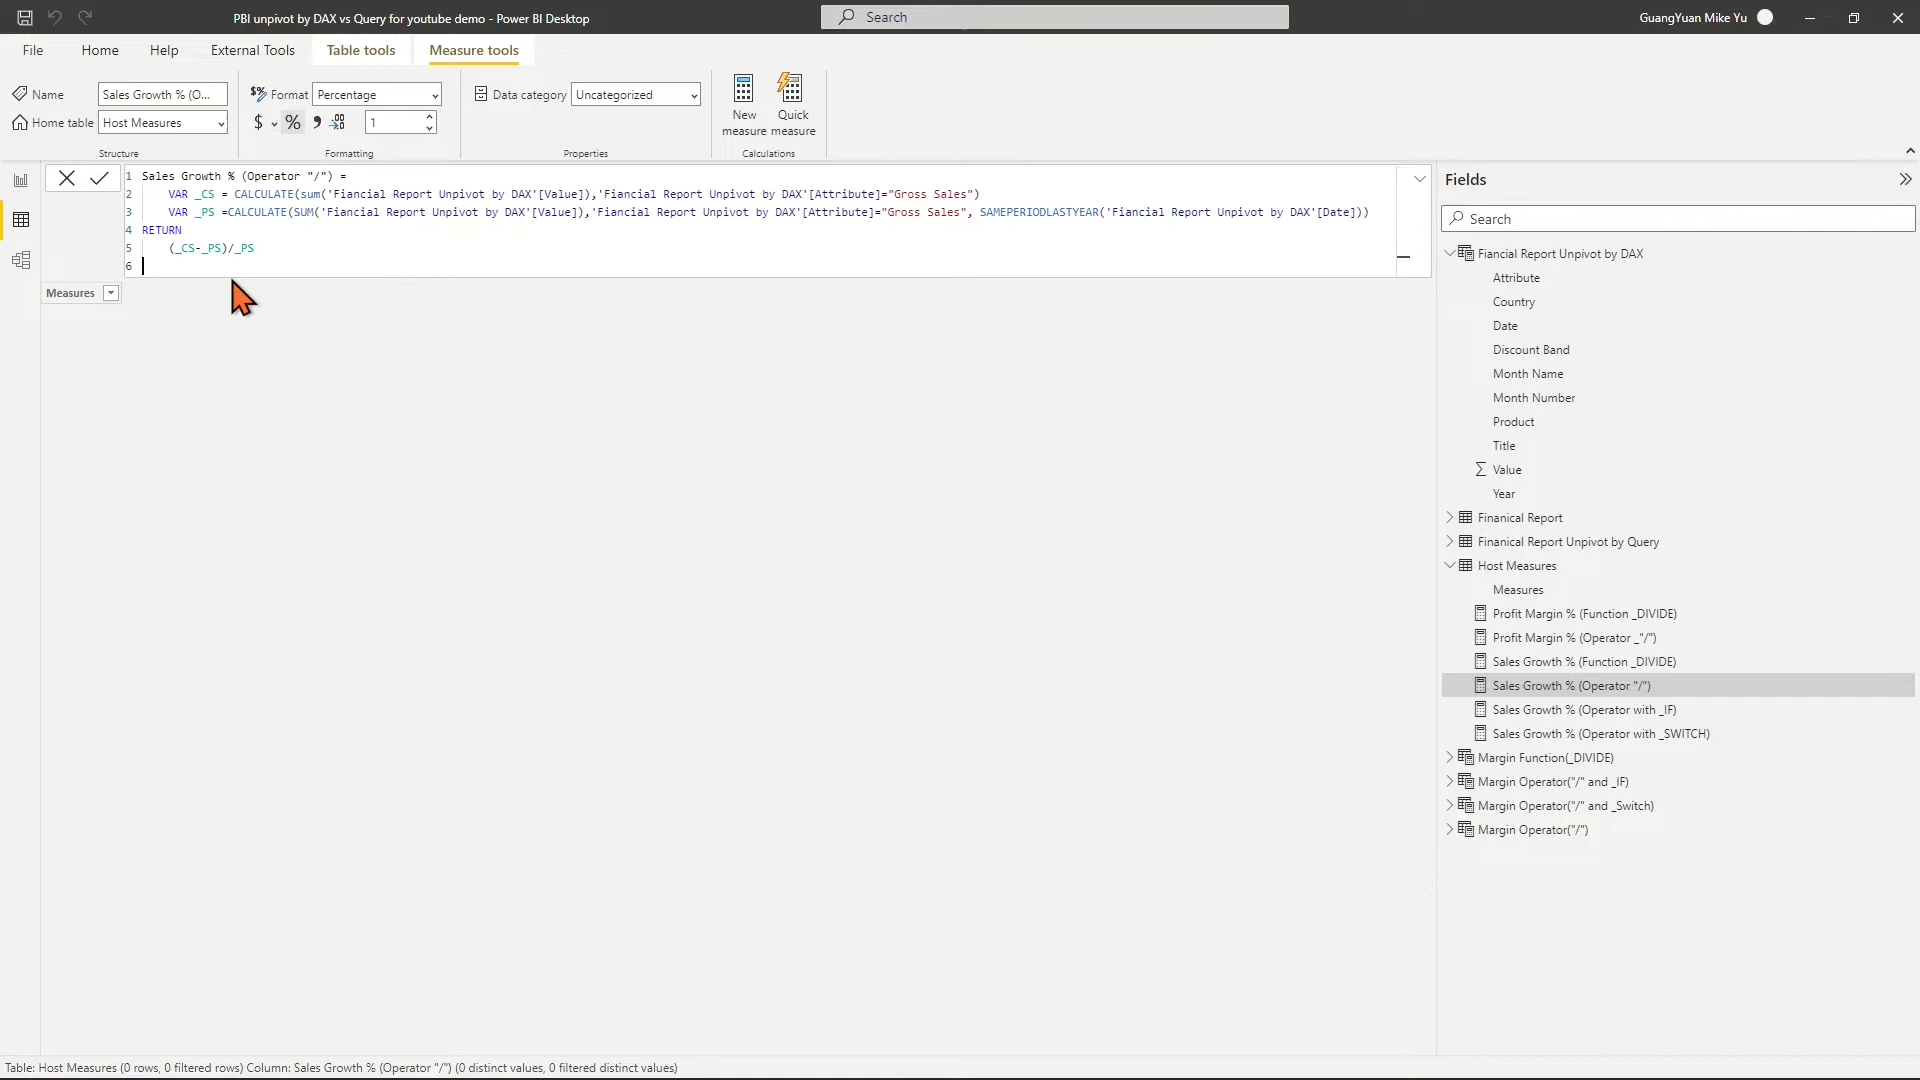 PBI unpivot by DAX vs Query for youtube demo - Power BI Desktop
Search
GuangYuan Mike Yu
File
Home
Help
External Tools
Table tools
Measure tools
Name
Sales Growth % (O...
Home table
Host Measures
Structure
Format
Percentage
$
%
1
Formatting
Data category
Uncategorized
Properties
New measure
Quick measure
Calculations
1 Sales Growth % (Operator "/") =
2 VAR _CS = CALCULATE(sum('Fiancial Report Unpivot by DAX'[Value]),'Fiancial Report Unpivot by DAX'[Attribute]="Gross Sales")
3 VAR _PS =CALCULATE(SUM('Fiancial Report Unpivot by DAX'[Value]),'Fiancial Report Unpivot by DAX'[Attribute]="Gross Sales", SAMEPERIODLASTYEAR('Fiancial Report Unpivot by DAX'[Date]))
4 RETURN
5 (_CS-_PS)/_PS
6
Measures
Fields
Search
Fiancial Report Unpivot by DAX
Attribute
Country
Date
Discount Band
Month Name
Month Number
Product
Title
Σ Value
Year
Finanical Report
Finanical Report Unpivot by Query
Host Measures
Measures
Profit Margin % (Function _DIVIDE)
Profit Margin % (Operator _"/")
Sales Growth % (Function _DIVIDE)
Sales Growth % (Operator "/")
Sales Growth % (Operator with _IF)
Sales Growth % (Operator with _SWITCH)
Margin Function(_DIVIDE)
Margin Operator("/" and _IF)
Margin Operator("/" and _Switch)
Margin Operator("/")
Table: Host Measures (0 rows, 0 filtered rows) Column: Sales Growth % (Operator "/") (0 distinct values, 0 filtered distinct values)